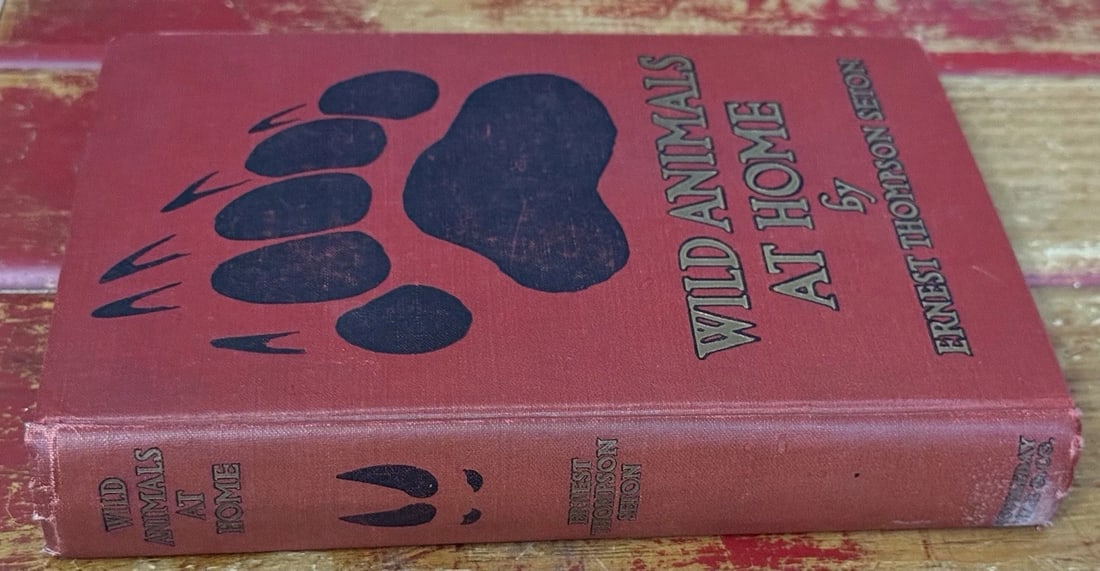 WILD ANIMALS
AT HOME
by
ERNEST THOMPSON SETON
WILD
ANIMALS
AT
HOME
ERNEST
THOMPSON
SETON